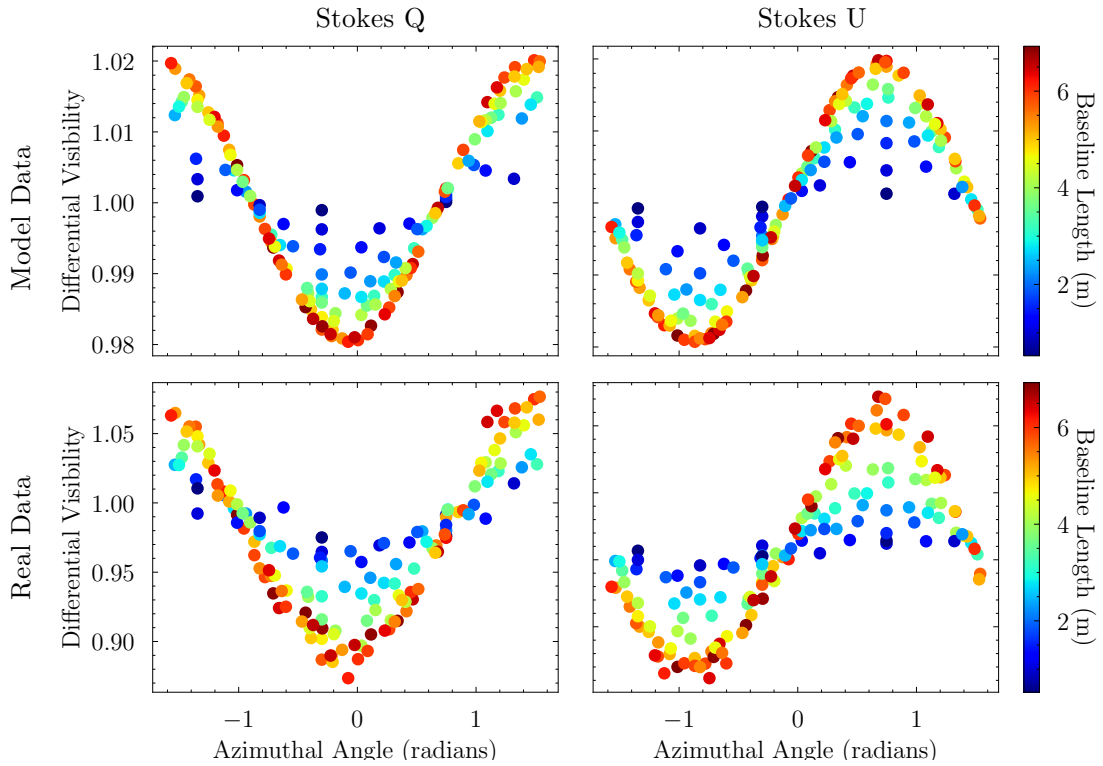 Stokes Q
Stokes U
Model Data
Differential Visibility
1.02
1.01
1.00
0.99
0.98
6
4
2
Baseline Length (m)
Real Data
Differential Visibility
1.05
1.00
0.95
0.90
6
4
2
Baseline Length (m)
−1
0
1
−1
0
1
Azimuthal Angle (radians)
Azimuthal Angle (radians)